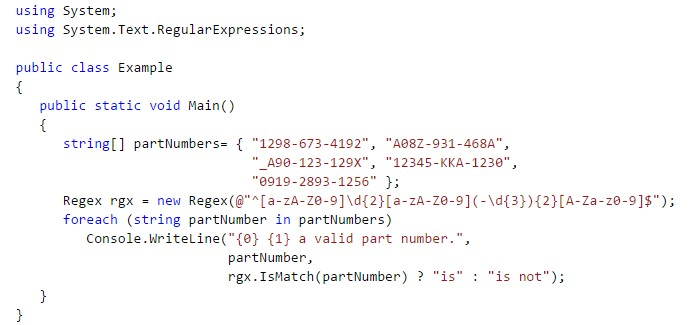 using System;
using System.Text.RegularExpressions;
public class Example
{
public static void Main()
{
string[] partNumbers= { "1298-673-4192", "A08Z-931-468A",
"_A90-123-129X", "12345-KKA-1230",
"0919-2893-1256" };
Regex rgx = new Regex(@"^[a-zA-Z0-9]\d{2}[a-zA-Z0-9](-\d{3}){2}[A-Za-z0-9]$");
foreach (string partNumber in partNumbers)
Console.WriteLine("{0} {1} a valid part number.",
partNumber,
rgx.IsMatch(partNumber) ? "is" : "is not");
}
}